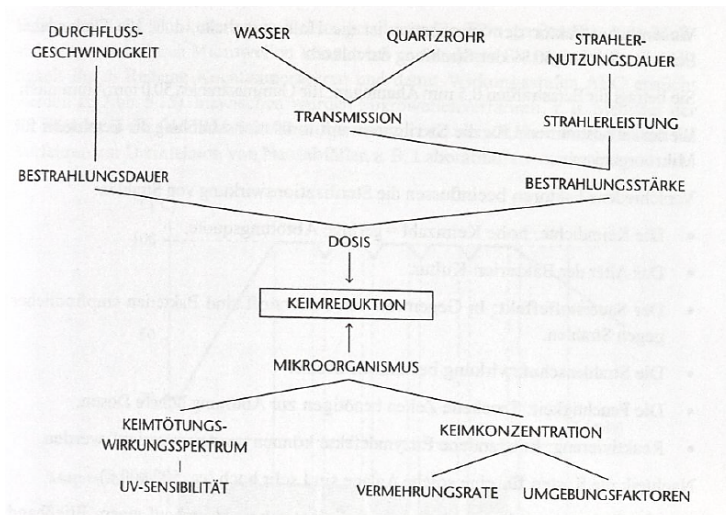 DURCHFLUSS-
GESCHWINDIGKEIT
WASSER
QUARTZROHR
STRAHLER-
NUTZUNGSDAUER
TRANSMISSION
STRAHLERLEISTUNG
BESTRAHLUNGSDAUER
BESTRAHLUNGSSTÄRKE
DOSIS
KEIMREDUKTION
MIKROORGANISMUS
KEIMTÖTUNGS-
WIRKUNGSSPEKTRUM
KEIMKONZENTRATION
UV-SENSIBILITÄT
VERMEHRUNGSRATE
UMGEBUNGSFAKTOREN